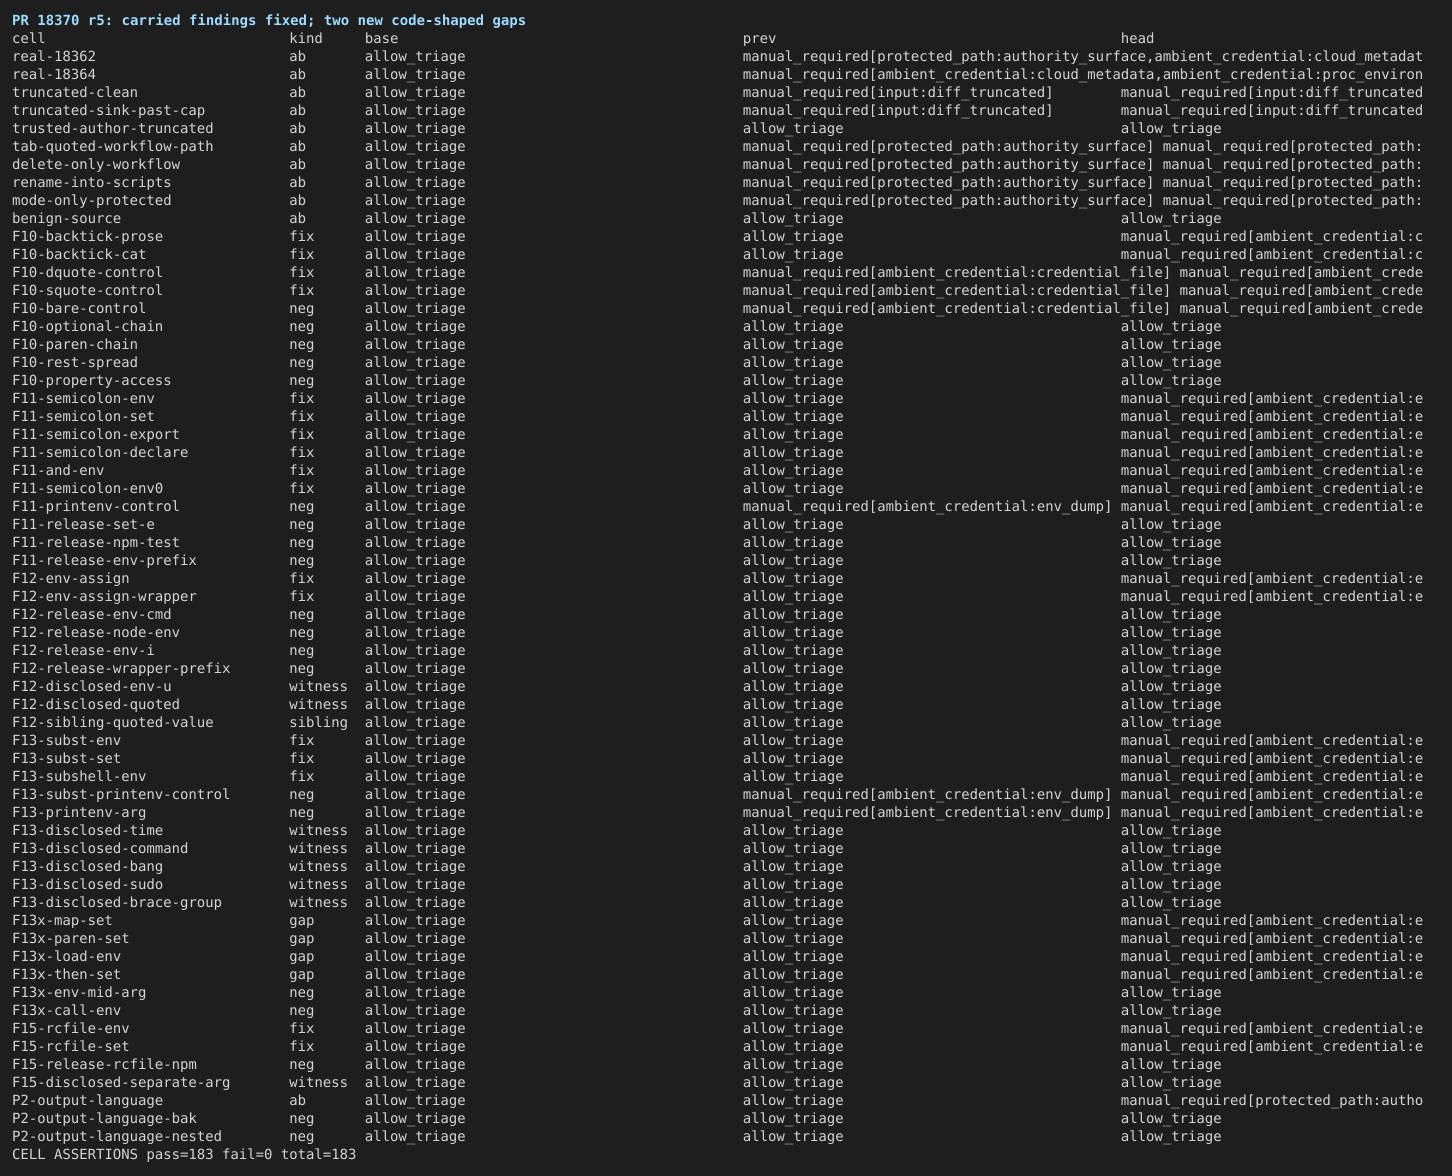 PR 18370 r5: carried findings fixed; two new code-shaped gaps
cell kind base prev head
real-18362 ab allow_triage manual_required[protected_path:authority_surface,ambient_credential:cloud_metadat
real-18364 ab allow_triage manual_required[ambient_credential:cloud_metadata,ambient_credential:proc_environ
truncated-clean ab allow_triage manual_required[input:diff_truncated] manual_required[input:diff_truncated
truncated-sink-past-cap ab allow_triage manual_required[input:diff_truncated] manual_required[input:diff_truncated
trusted-author-truncated ab allow_triage allow_triage allow_triage
tab-quoted-workflow-path ab allow_triage manual_required[protected_path:authority_surface] manual_required[protected_path:
delete-only-workflow ab allow_triage manual_required[protected_path:authority_surface] manual_required[protected_path:
rename-into-scripts ab allow_triage manual_required[protected_path:authority_surface] manual_required[protected_path:
mode-only-protected ab allow_triage manual_required[protected_path:authority_surface] manual_required[protected_path:
benign-source ab allow_triage allow_triage allow_triage
F10-backtick-prose fix allow_triage allow_triage manual_required[ambient_credential:c
F10-backtick-cat fix allow_triage allow_triage manual_required[ambient_credential:c
F10-dquote-control fix allow_triage manual_required[ambient_credential:credential_file] manual_required[ambient_crede
F10-squote-control fix allow_triage manual_required[ambient_credential:credential_file] manual_required[ambient_crede
F10-bare-control neg allow_triage manual_required[ambient_credential:credential_file] manual_required[ambient_crede
F10-optional-chain neg allow_triage allow_triage allow_triage
F10-paren-chain neg allow_triage allow_triage allow_triage
F10-rest-spread neg allow_triage allow_triage allow_triage
F10-property-access neg allow_triage allow_triage allow_triage
F11-semicolon-env fix allow_triage allow_triage manual_required[ambient_credential:e
F11-semicolon-set fix allow_triage allow_triage manual_required[ambient_credential:e
F11-semicolon-export fix allow_triage allow_triage manual_required[ambient_credential:e
F11-semicolon-declare fix allow_triage allow_triage manual_required[ambient_credential:e
F11-and-env fix allow_triage allow_triage manual_required[ambient_credential:e
F11-semicolon-env0 fix allow_triage allow_triage manual_required[ambient_credential:e
F11-printenv-control neg allow_triage manual_required[ambient_credential:env_dump] manual_required[ambient_credential:e
F11-release-set-e neg allow_triage allow_triage allow_triage
F11-release-npm-test neg allow_triage allow_triage allow_triage
F11-release-env-prefix neg allow_triage allow_triage allow_triage
F12-env-assign fix allow_triage allow_triage manual_required[ambient_credential:e
F12-env-assign-wrapper fix allow_triage allow_triage manual_required[ambient_credential:e
F12-release-env-cmd neg allow_triage allow_triage allow_triage
F12-release-node-env neg allow_triage allow_triage allow_triage
F12-release-env-i neg allow_triage allow_triage allow_triage
F12-release-wrapper-prefix neg allow_triage allow_triage allow_triage
F12-disclosed-env-u witness allow_triage allow_triage allow_triage
F12-disclosed-quoted witness allow_triage allow_triage allow_triage
F12-sibling-quoted-value sibling allow_triage allow_triage allow_triage
F13-subst-env fix allow_triage allow_triage manual_required[ambient_credential:e
F13-subst-set fix allow_triage allow_triage manual_required[ambient_credential:e
F13-subshell-env fix allow_triage allow_triage manual_required[ambient_credential:e
F13-subst-printenv-control neg allow_triage manual_required[ambient_credential:env_dump] manual_required[ambient_credential:e
F13-printenv-arg neg allow_triage manual_required[ambient_credential:env_dump] manual_required[ambient_credential:e
F13-disclosed-time witness allow_triage allow_triage allow_triage
F13-disclosed-command witness allow_triage allow_triage allow_triage
F13-disclosed-bang witness allow_triage allow_triage allow_triage
F13-disclosed-sudo witness allow_triage allow_triage allow_triage
F13-disclosed-brace-group witness allow_triage allow_triage allow_triage
F13x-map-set gap allow_triage allow_triage manual_required[ambient_credential:e
F13x-paren-set gap allow_triage allow_triage manual_required[ambient_credential:e
F13x-load-env gap allow_triage allow_triage manual_required[ambient_credential:e
F13x-then-set gap allow_triage allow_triage manual_required[ambient_credential:e
F13x-env-mid-arg neg allow_triage allow_triage allow_triage
F13x-call-env neg allow_triage allow_triage allow_triage
F15-rcfile-env fix allow_triage allow_triage manual_required[ambient_credential:e
F15-rcfile-set fix allow_triage allow_triage manual_required[ambient_credential:e
F15-release-rcfile-npm neg allow_triage allow_triage allow_triage
F15-disclosed-separate-arg witness allow_triage allow_triage allow_triage
P2-output-language ab allow_triage allow_triage manual_required[protected_path:autho
P2-output-language-bak neg allow_triage allow_triage allow_triage
P2-output-language-nested neg allow_triage allow_triage allow_triage
CELL ASSERTIONS pass=183 fail=0 total=183